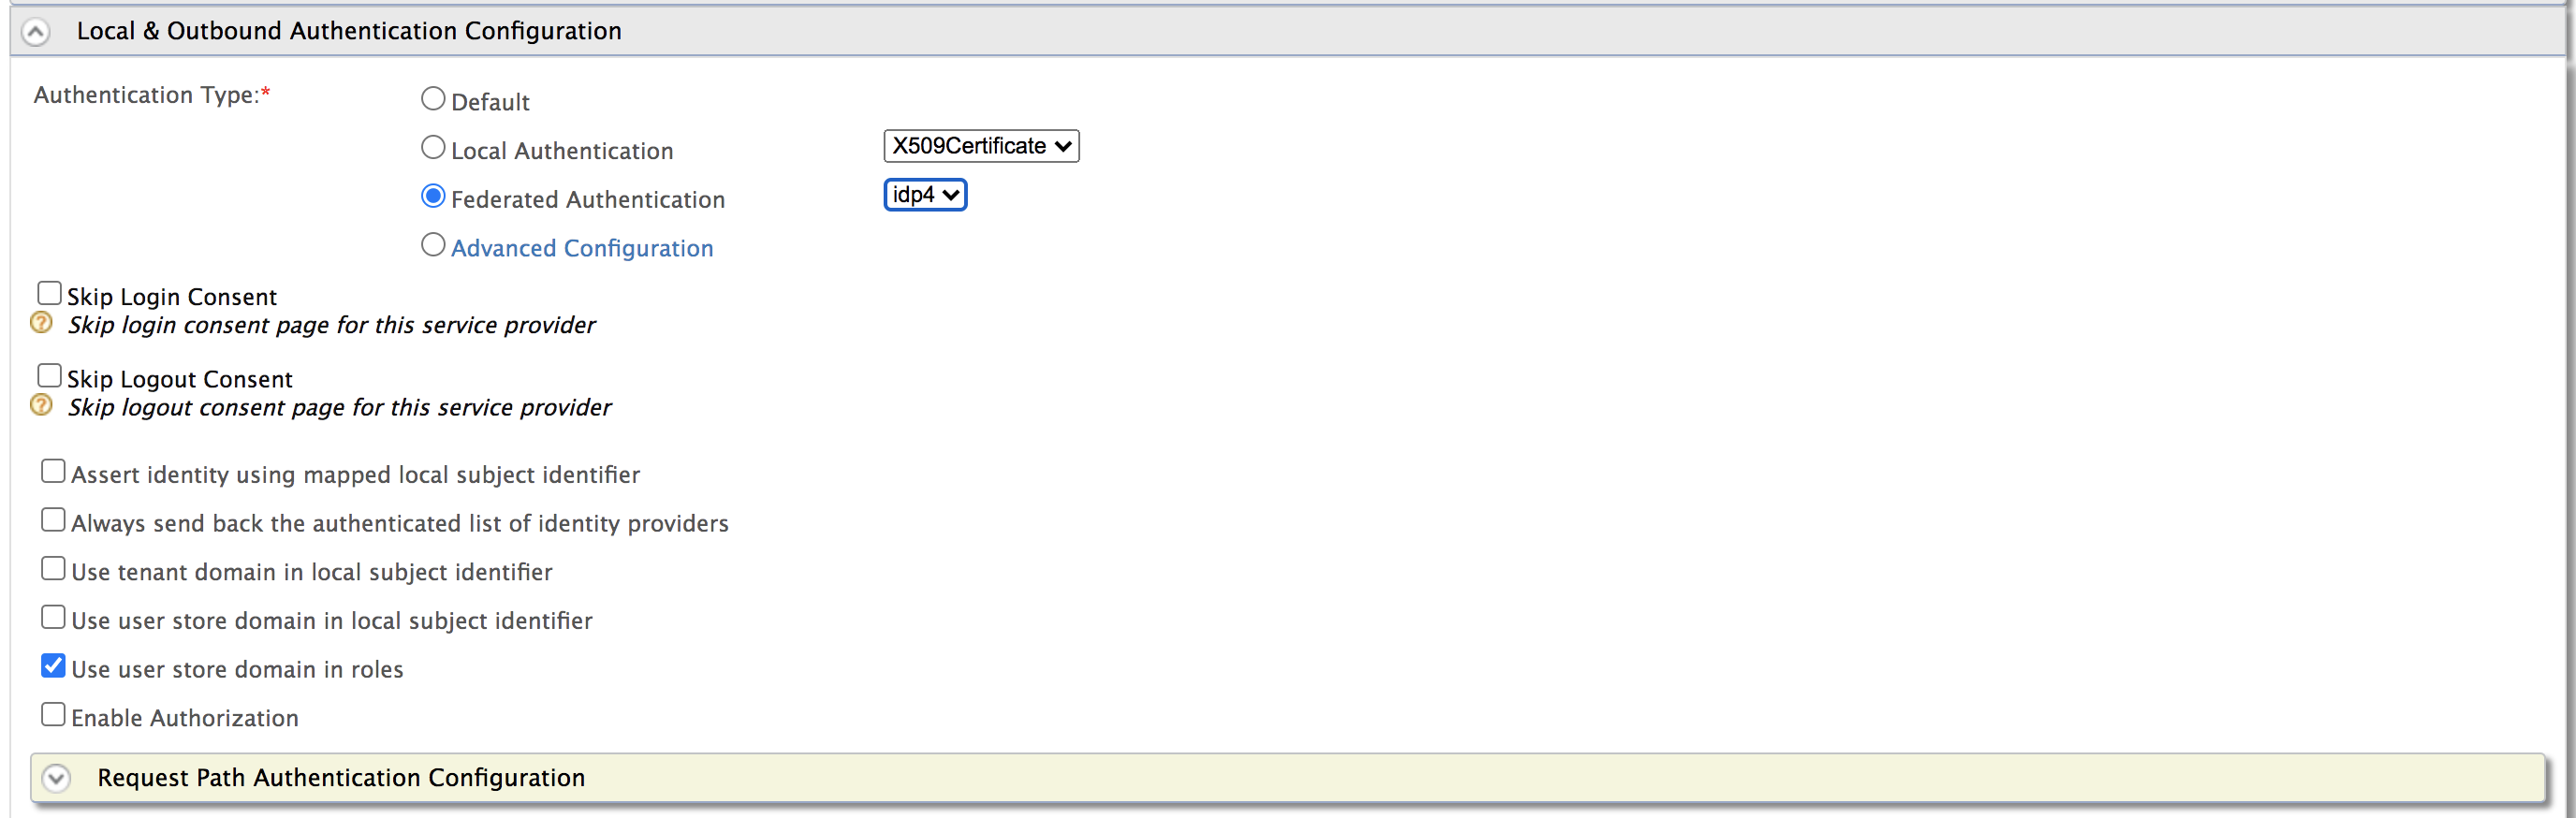 Local & Outbound Authentication Configuration
Authentication Type:*
Default
Local Authentication X509Certificate
Federated Authentication idp4
Advanced Configuration
Skip Login Consent
? Skip login consent page for this service provider
Skip Logout Consent
? Skip logout consent page for this service provider
Assert identity using mapped local subject identifier
Always send back the authenticated list of identity providers
Use tenant domain in local subject identifier
Use user store domain in local subject identifier
Use user store domain in roles
Enable Authorization
Request Path Authentication Configuration